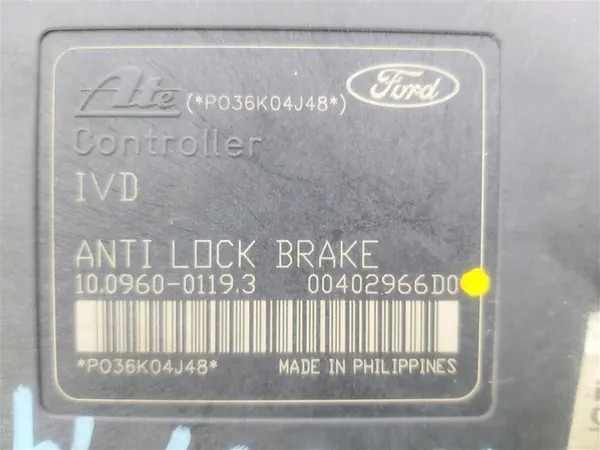 Ate (*P036K04J48*) Ford
Controller
IVD
ANTI LOCK BRAKE
10.0960-0119.3 00402966D0
*P036K04J48* MADE IN PHILIPPINES